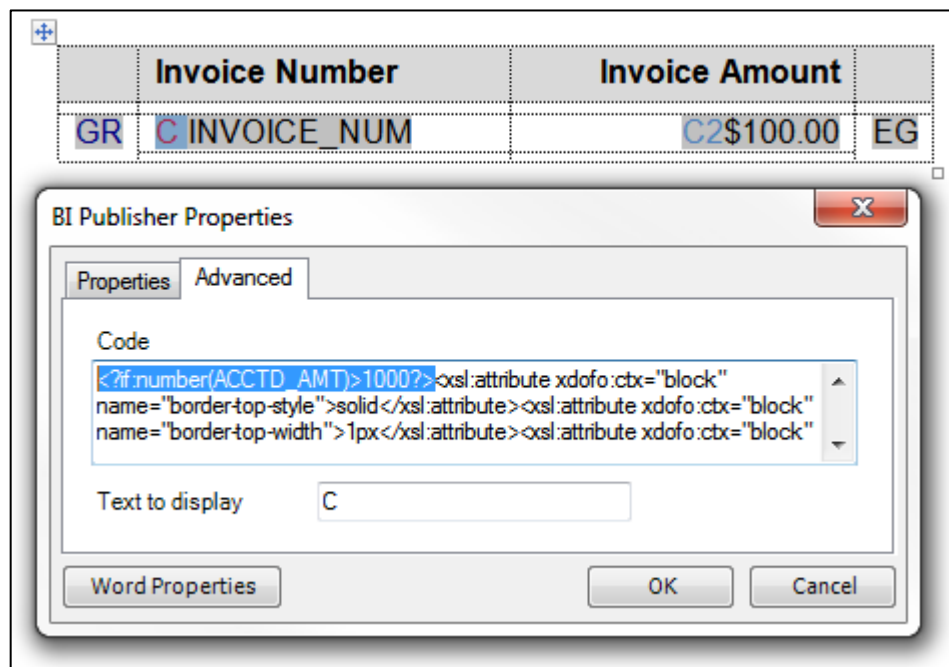 Invoice Number Invoice Amount
GR C INVOICE_NUM C2$100.00 EG
BI Publisher Properties
Properties Advanced
Code
<?if:number(ACCTD_AMT)>1000?><xsl:attribute xdofo:ctx="block"
name="border-top-style">solid</xsl:attribute><xsl:attribute xdofo:ctx="block"
name="border-top-width">1px</xsl:attribute><xsl:attribute xdofo:ctx="block"
Text to display C
Word Properties OK Cancel